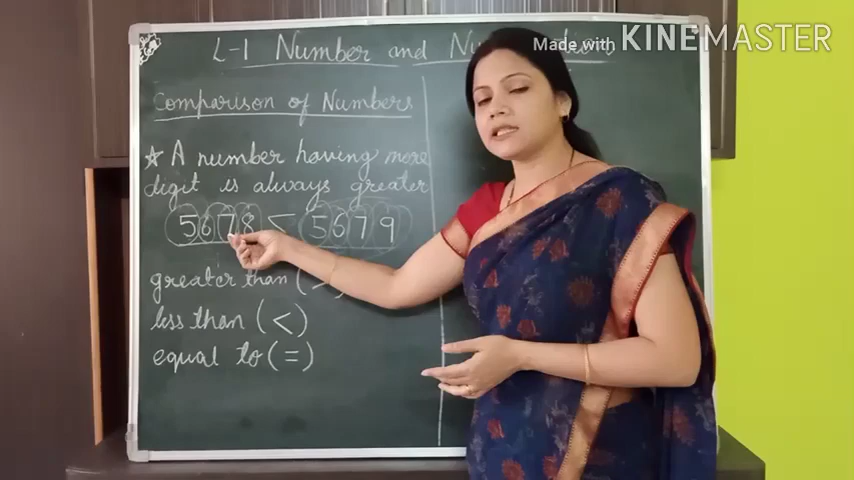 L-1 Number and Nu
Made with KINEMASTER
Comparison of Numbers
★ A number having more
digit is always greater
5678 < 5679
greater than (>)
less than (<)
equal to (=)